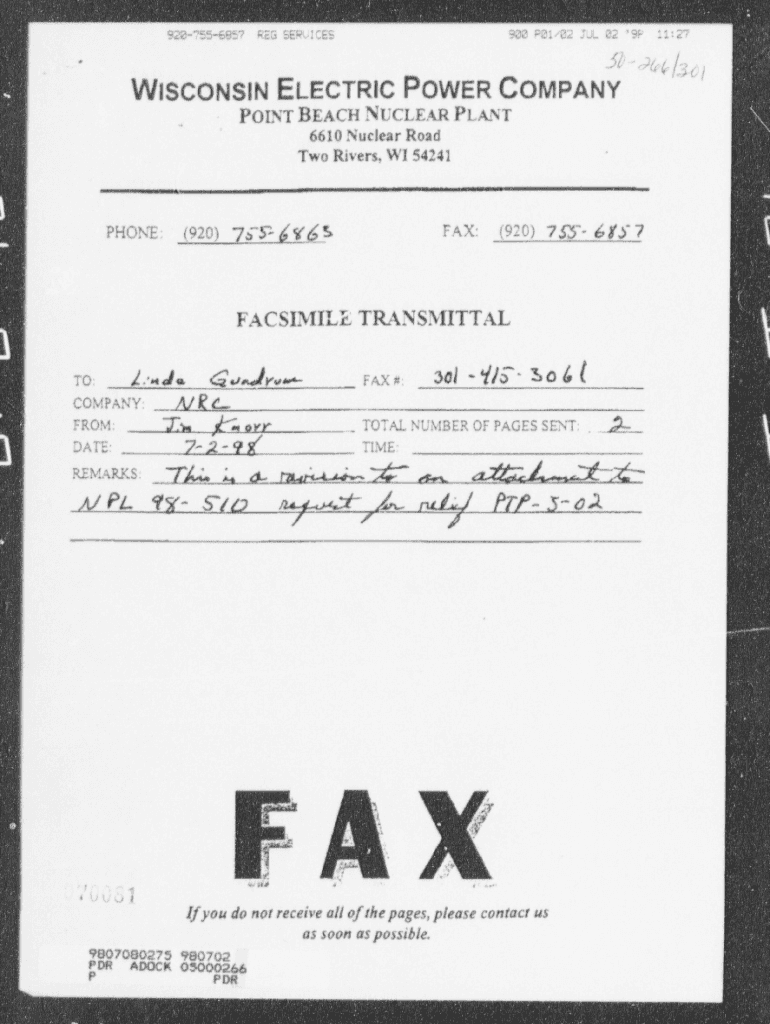 920-755-6857 REG SERVICES 900 P01/02 JUL 02 '98 11:27
50-266/301
WISCONSIN ELECTRIC POWER COMPANY
POINT BEACH NUCLEAR PLANT
6610 Nuclear Road
Two Rivers, WI 54241
PHONE: (920) 755-6863 FAX: (920) 755-6857
FACSIMILE TRANSMITTAL
TO: Linda Gundrum FAX #: 301-415-3061
COMPANY: NRC
FROM: Jim Knorr TOTAL NUMBER OF PAGES SENT: 2
DATE: 7-2-98 TIME:
REMARKS: This is a revision to an attachment to
NPL 98-510 request for relief PTP-3-02
FAX
070081
If you do not receive all of the pages, please contact us
as soon as possible.
9807080275 980702
PDR ADOCK 05000266
P PDR